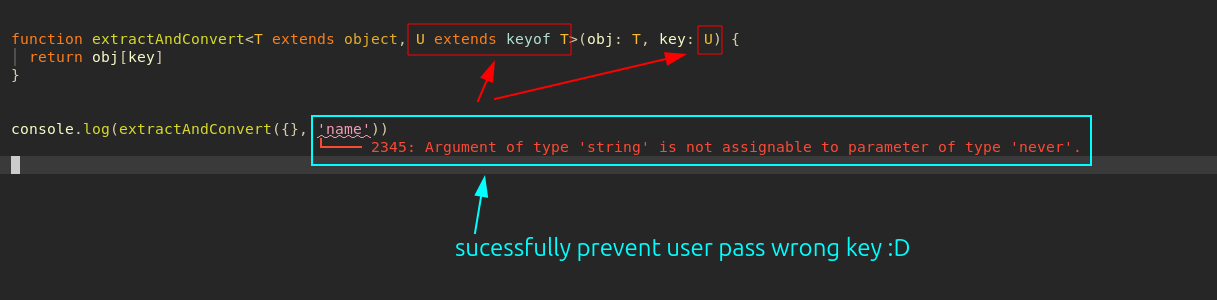 function extractAndConvert<T extends object, U extends keyof T>(obj: T, key: U) {
return obj[key]
}
console.log(extractAndConvert({}, 'name'))
2345: Argument of type 'string' is not assignable to parameter of type 'never'.
sucessfully prevent user pass wrong key :D